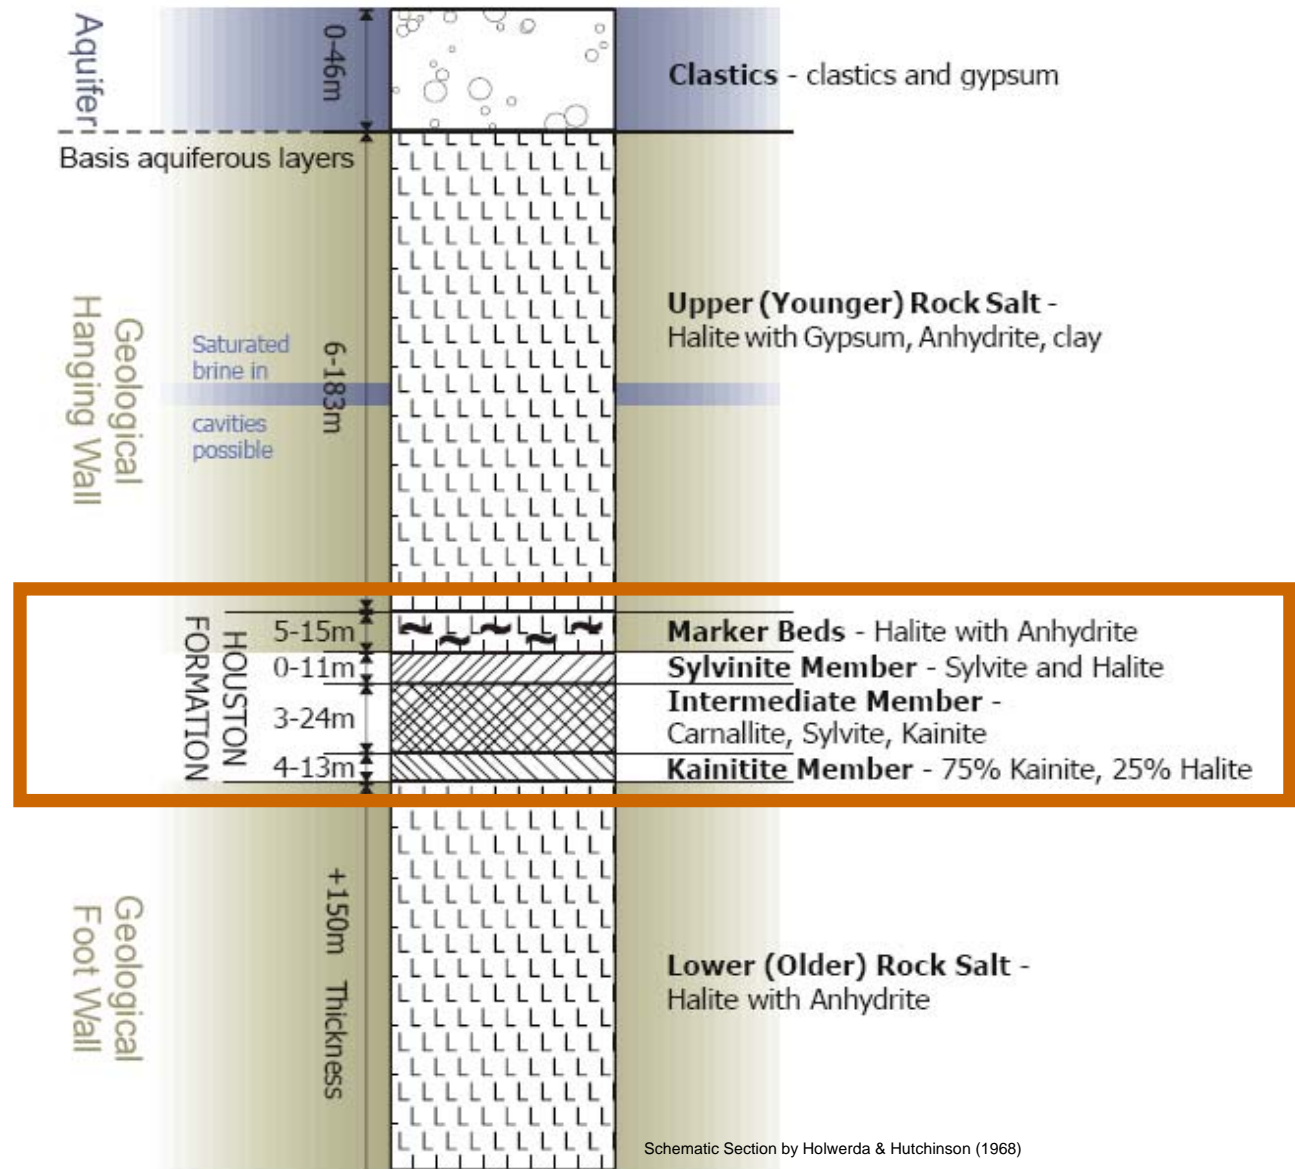 Aquifer
0-46m
Clastics - clastics and gypsum
Basis aquiferous layers
Geological
Hanging Wall
Saturated
brine in
cavities
possible
6-183m
Upper (Younger) Rock Salt -
Halite with Gypsum, Anhydrite, clay
HOUSTON
FORMATION
5-15m
Marker Beds - Halite with Anhydrite
0-11m
Sylvinite Member - Sylvite and Halite
3-24m
Intermediate Member -
Carnallite, Sylvite, Kainite
4-13m
Kainitite Member - 75% Kainite, 25% Halite
Geological
Foot Wall
+150m Thickness
Lower (Older) Rock Salt -
Halite with Anhydrite
Schematic Section by Holwerda & Hutchinson (1968)